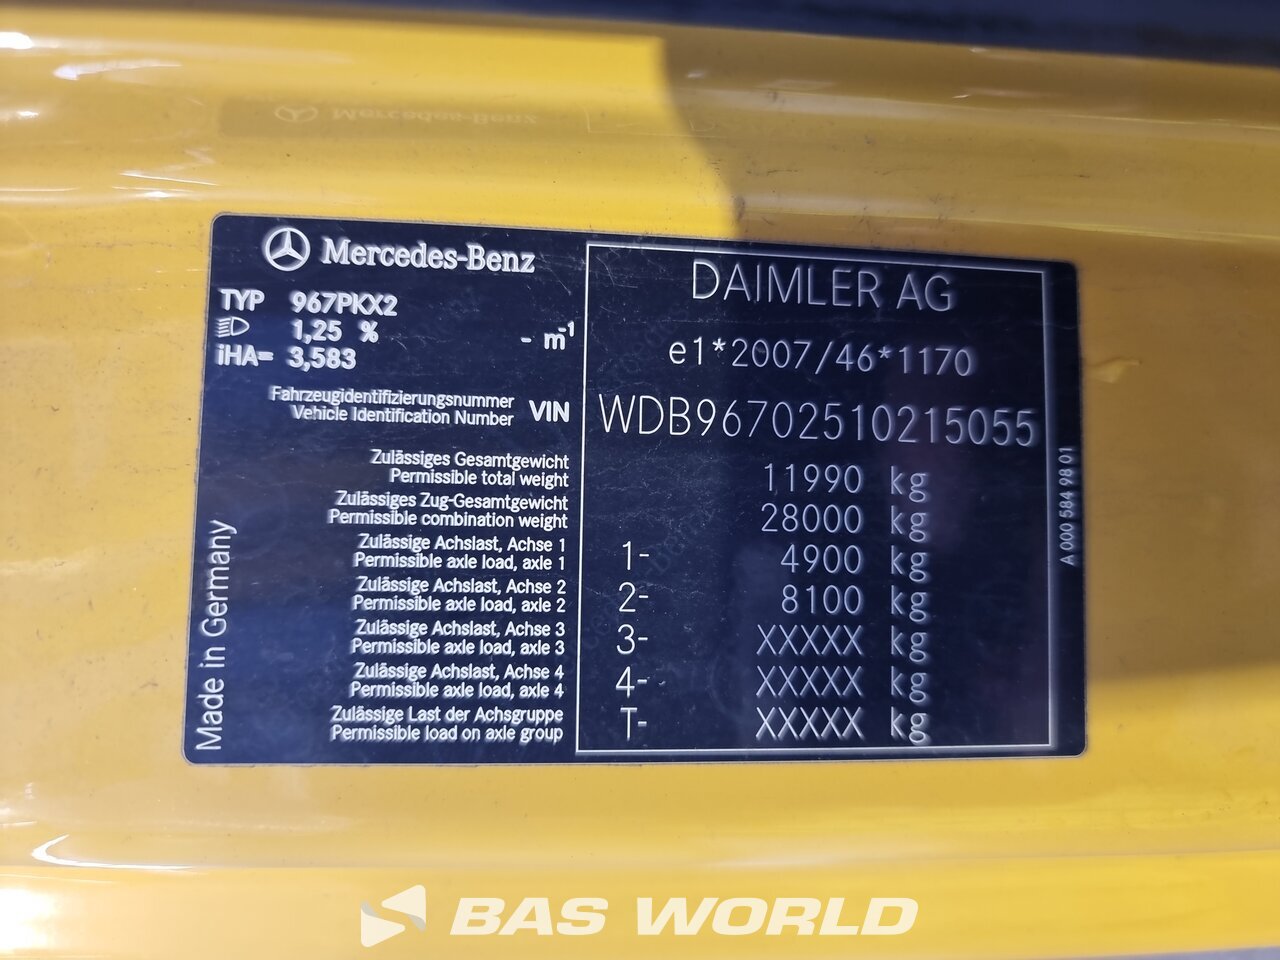 Mercedes-Benz
TYP 967PKX2
1,25 % - m-1
iHA= 3,583
Fahrzeugidentifizierungsnummer
Vehicle Identification Number
VIN
DAIMLER AG
e1*2007/46*1170
WDB96702510215055
Zulässiges Gesamtgewicht
Permissible total weight
11990 kg
Zulässiges Zug-Gesamtgewicht
Permissible combination weight
28000 kg
Zulässige Achslast, Achse 1
Permissible axle load, axle 1
1- 4900 kg
Zulässige Achslast, Achse 2
Permissible axle load, axle 2
2- 8100 kg
Zulässige Achslast, Achse 3
Permissible axle load, axle 3
3- XXXXX kg
Zulässige Achslast, Achse 4
Permissible axle load, axle 4
4- XXXXX kg
Zulässige Last der Achsgruppe
Permissible load on axle group
T- XXXXX kg
Made in Germany
A 000 584 98 01
BAS WORLD